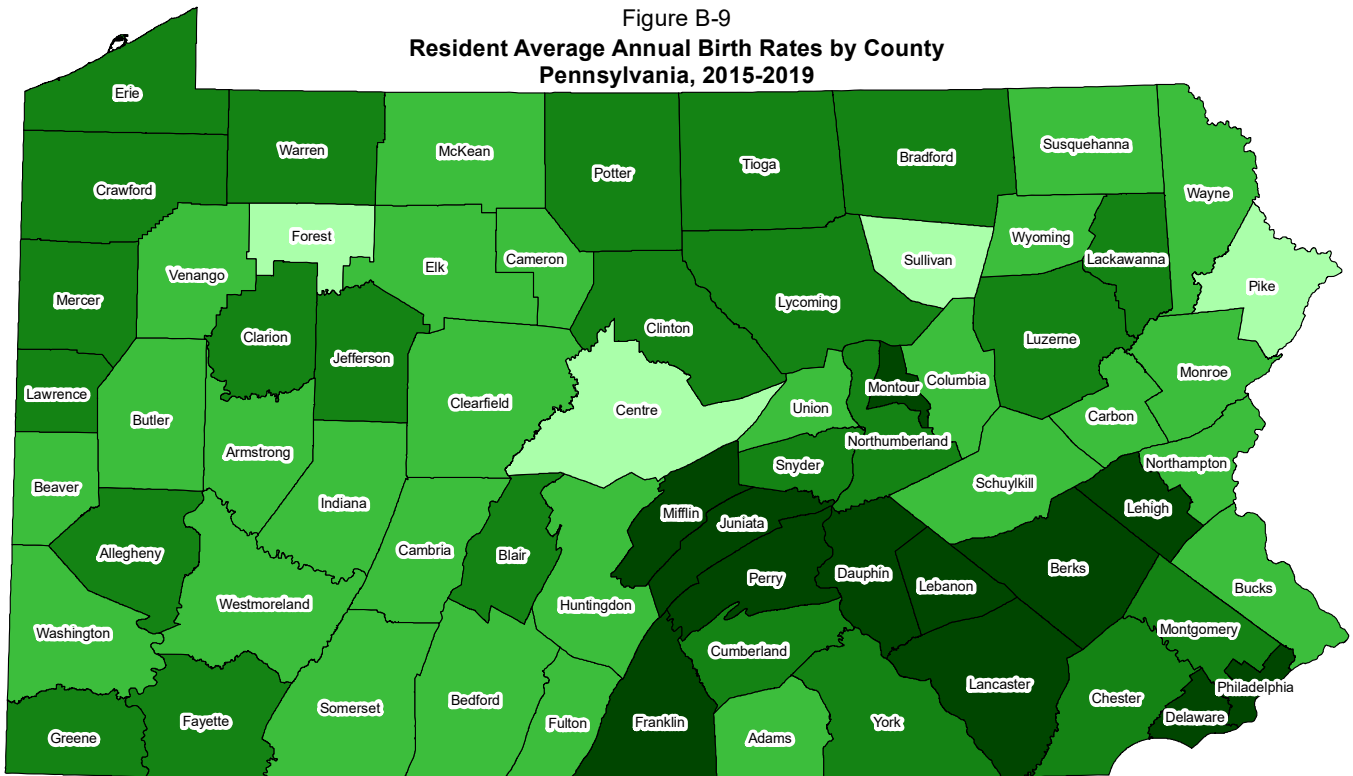 Figure B-9
Resident Average Annual Birth Rates by County
Pennsylvania, 2015-2019
Erie
Warren
McKean
Potter
Tioga
Bradford
Susquehanna
Wayne
Crawford
Forest
Venango
Elk
Cameron
Sullivan
Wyoming
Lackawanna
Pike
Mercer
Clarion
Jefferson
Clinton
Lycoming
Luzerne
Monroe
Lawrence
Butler
Armstrong
Clearfield
Centre
Union
Montour
Columbia
Carbon
Northumberland
Snyder
Northampton
Beaver
Indiana
Schuylkill
Lehigh
Mifflin
Juniata
Allegheny
Cambria
Blair
Perry
Dauphin
Lebanon
Berks
Bucks
Westmoreland
Huntingdon
Washington
Cumberland
Montgomery
Lancaster
Philadelphia
Chester
Delaware
Somerset
Bedford
Fulton
Franklin
Adams
York
Greene
Fayette